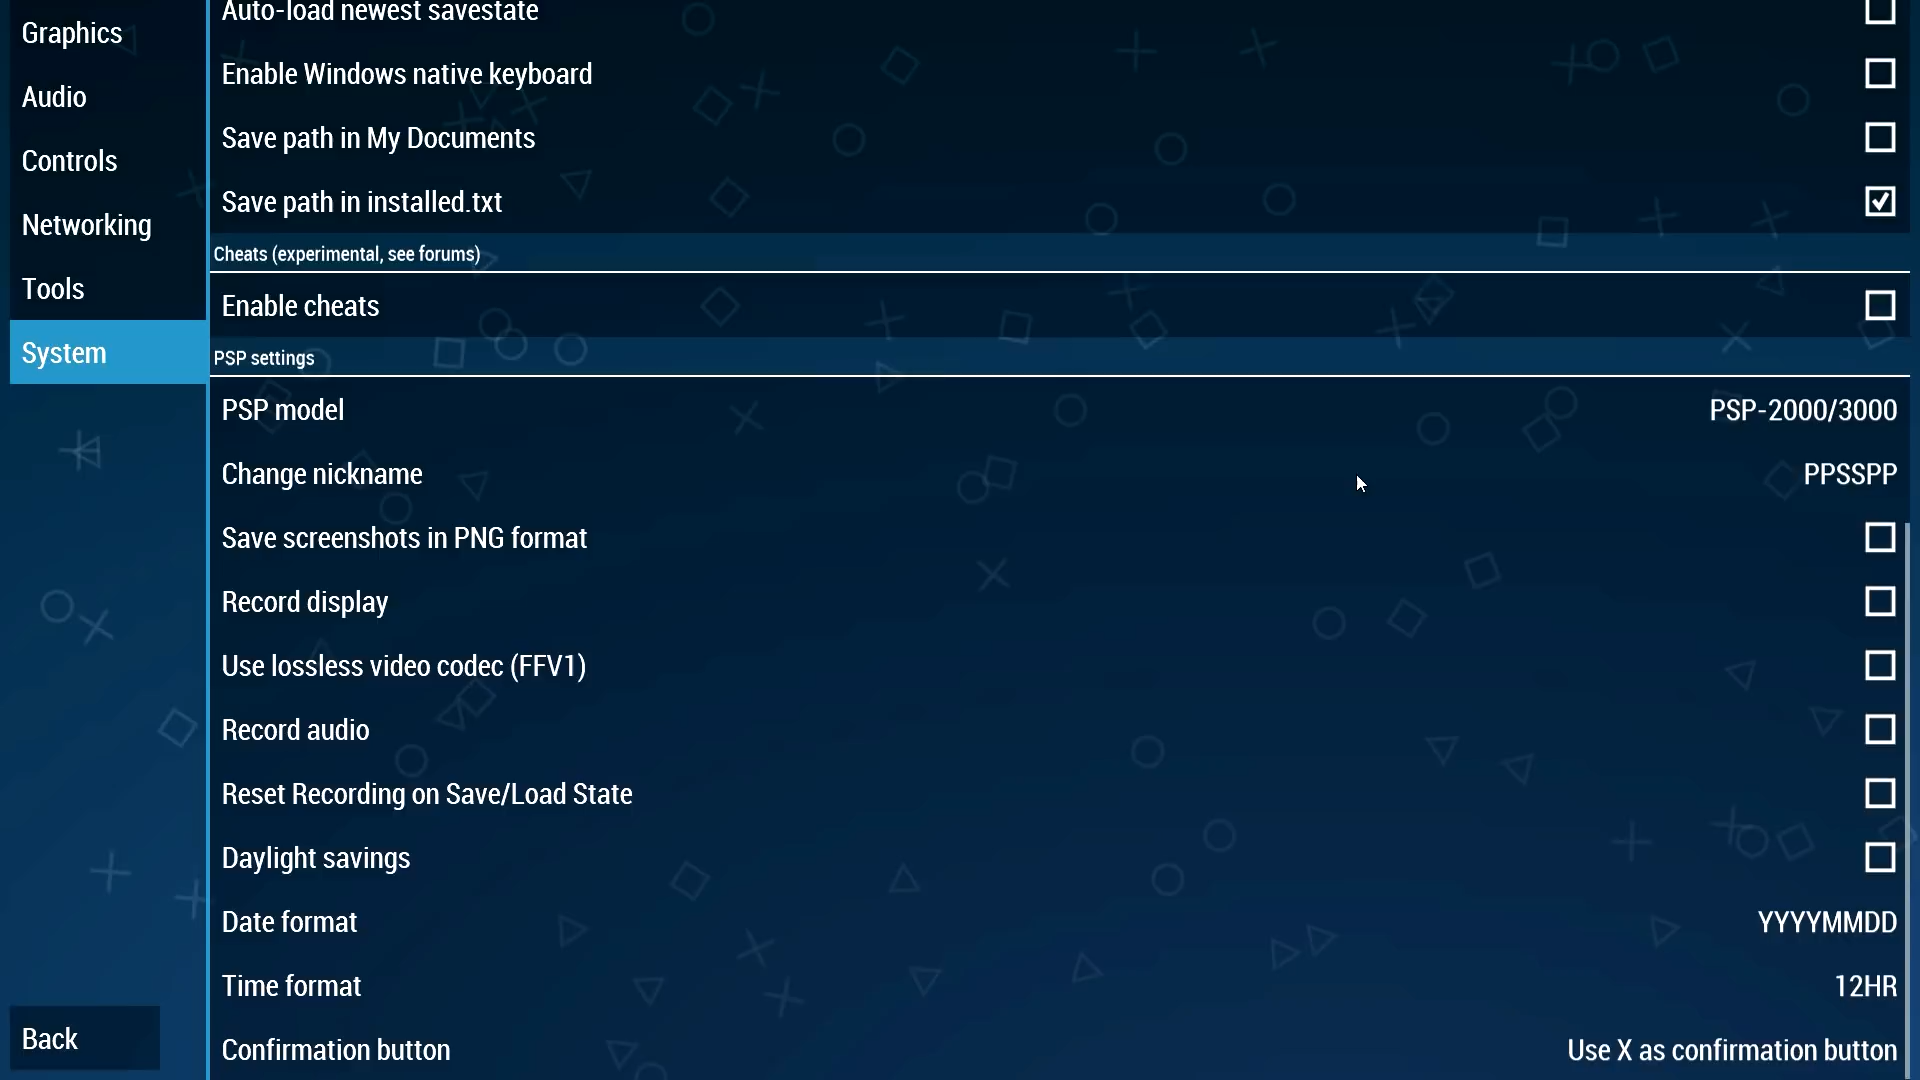 Graphics
Audio
Controls
Networking
Tools
System
Back
Auto-load newest savestate
Enable Windows native keyboard
Save path in My Documents
Save path in installed.txt
Cheats (experimental, see forums)
Enable cheats
PSP settings
PSP model PSP-2000/3000
Change nickname PPSSPP
Save screenshots in PNG format
Record display
Use lossless video codec (FFV1)
Record audio
Reset Recording on Save/Load State
Daylight savings
Date format YYYYMMDD
Time format 12HR
Confirmation button Use X as confirmation button